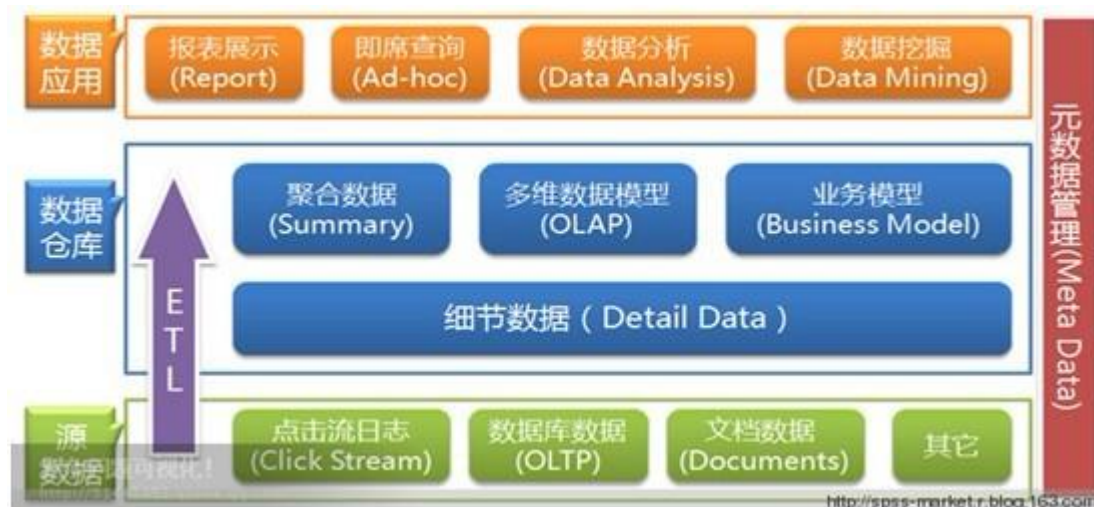 数据
应用
报表展示
(Report)
即席查询
(Ad-hoc)
数据分析
(Data Analysis)
数据挖掘
(Data Mining)
数据
仓库
聚合数据
(Summary)
多维数据模型
(OLAP)
业务模型
(Business Model)
细节数据 ( Detail Data )
E
T
L
源
数据
点击流日志
(Click Stream)
数据库数据
(OLTP)
文档数据
(Documents)
其它
元数据管理(Meta Data)
http://spss-market.r.blog.163.com